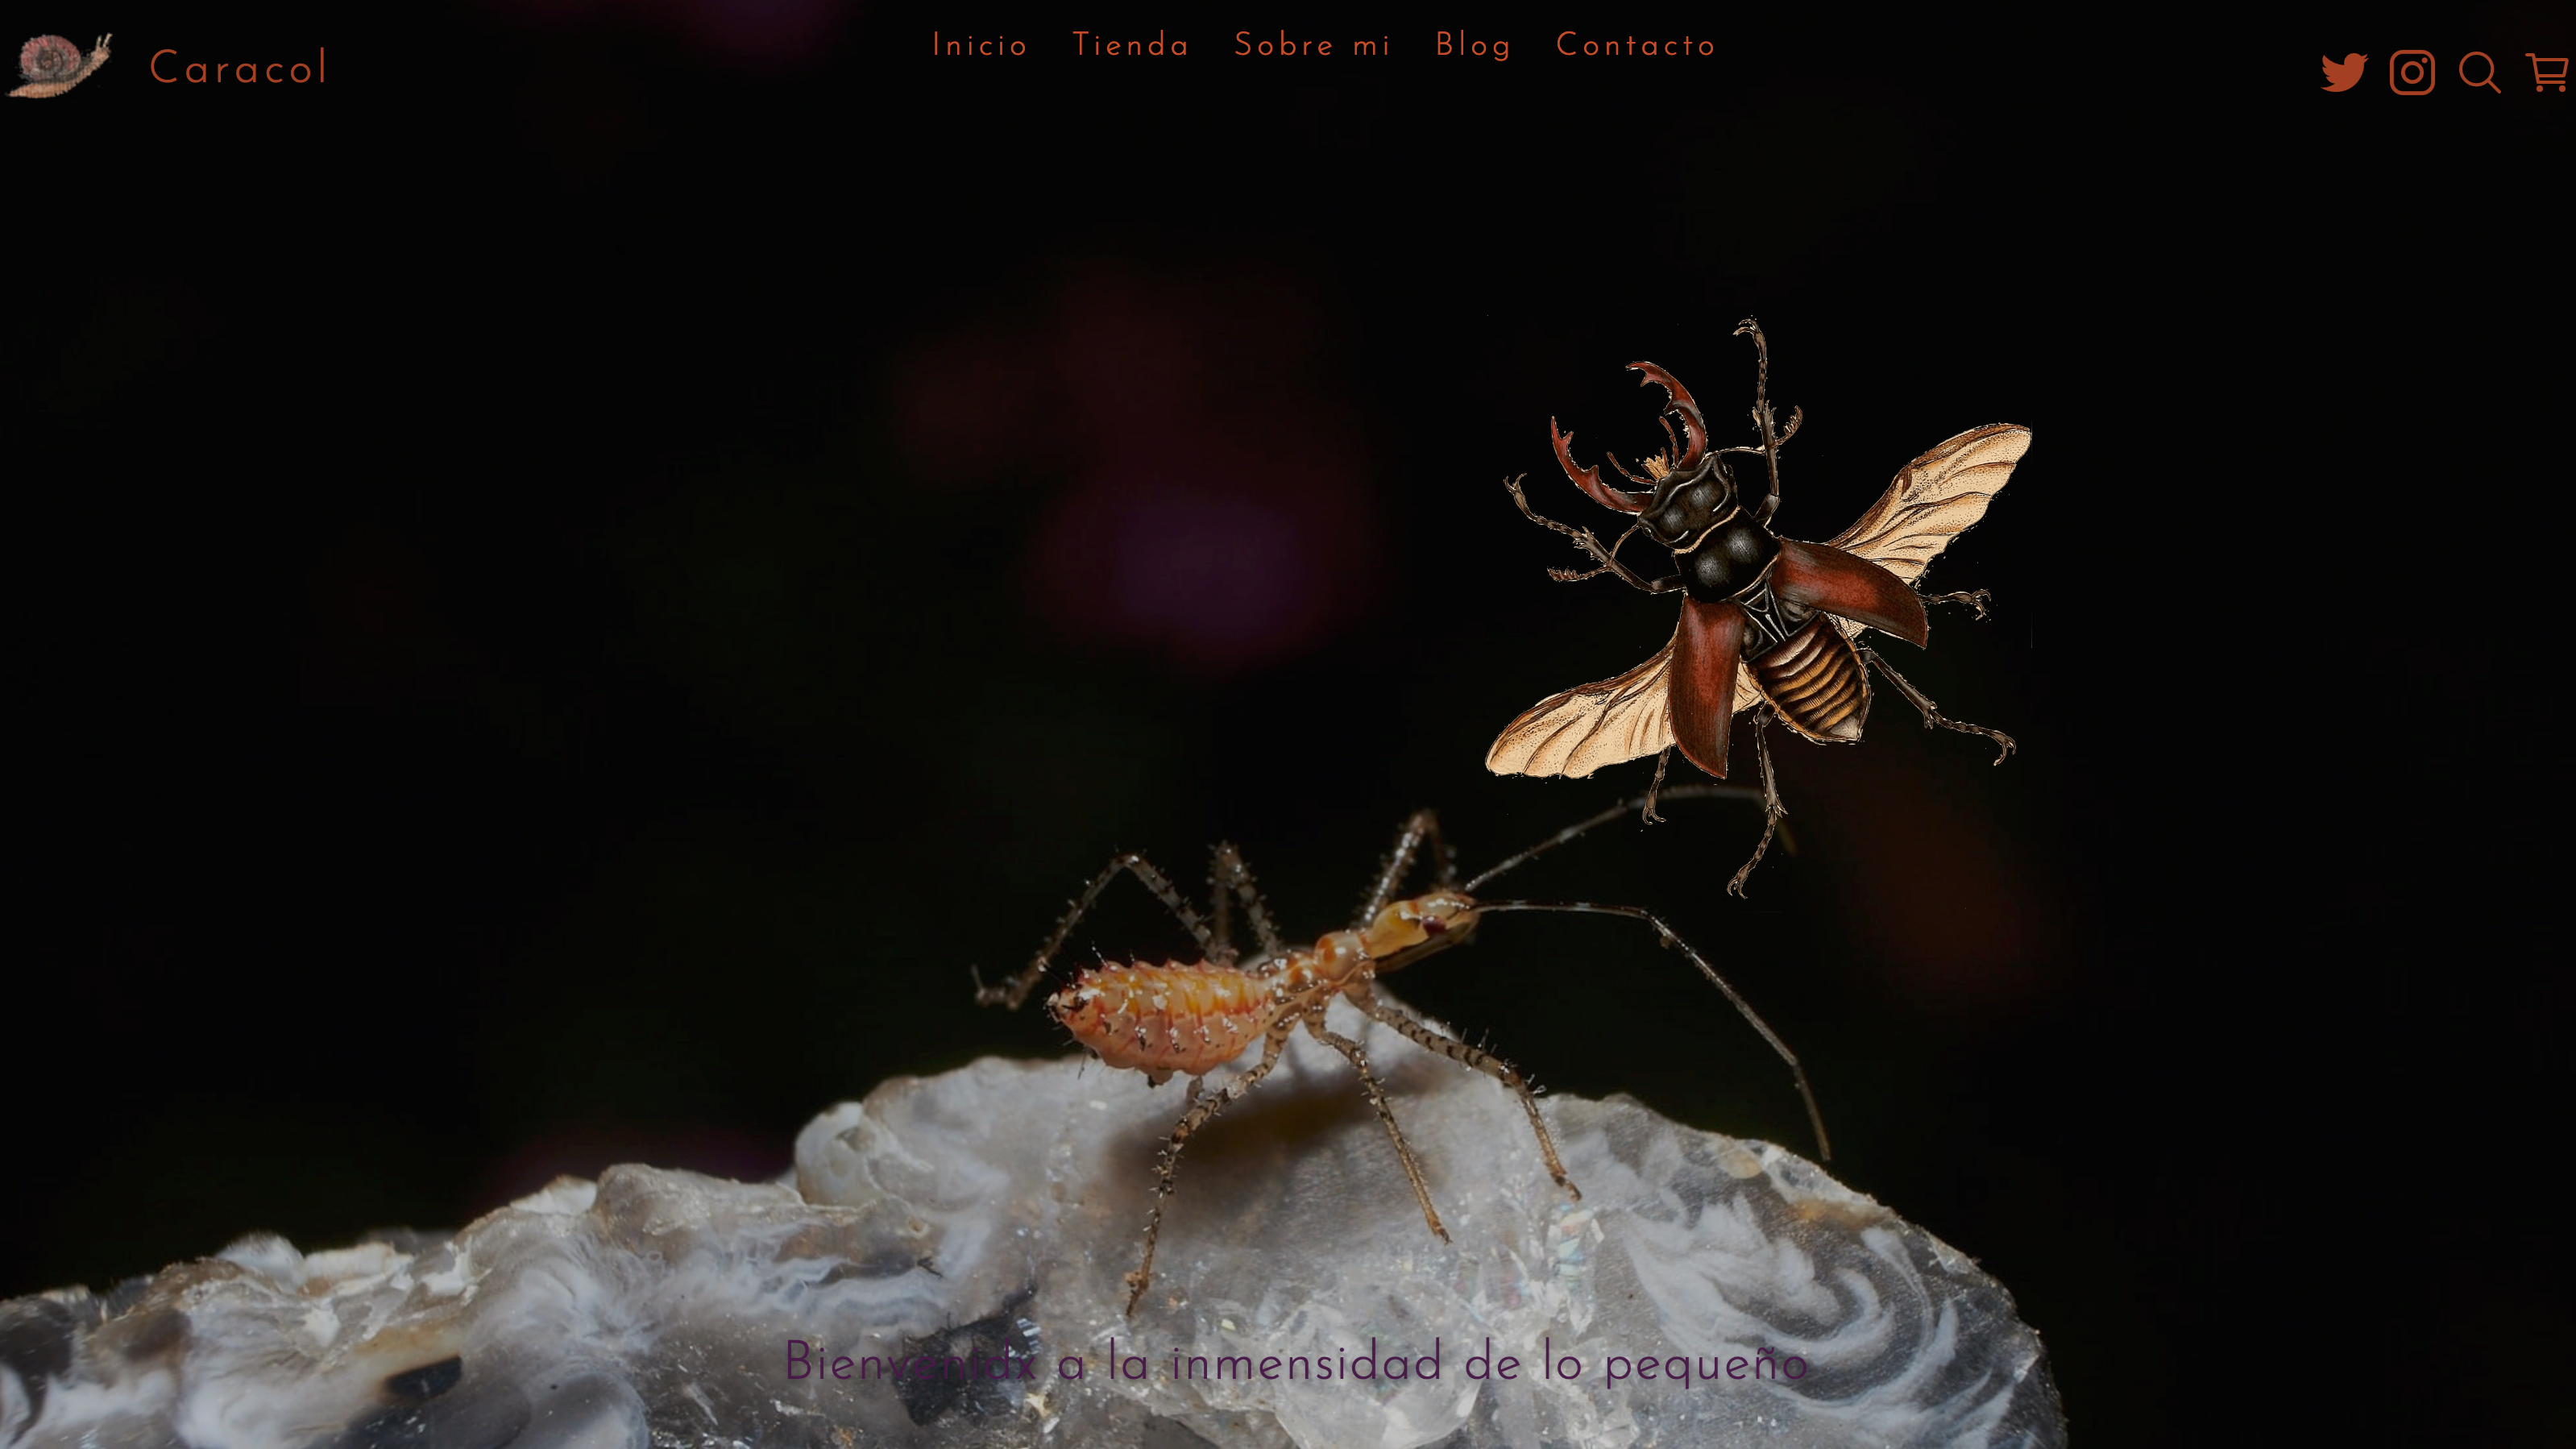 Caracol
Inicio Tienda Sobre mi Blog Contacto
Bienvenidx a la inmensidad de lo pequeño